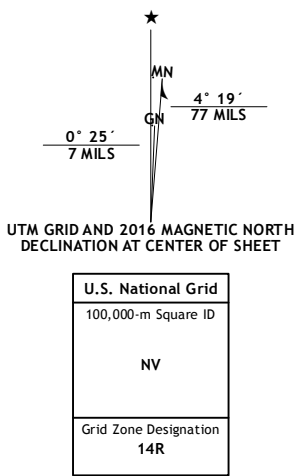 MN
GN
4° 19´
77 MILS
0° 25´
7 MILS
UTM GRID AND 2016 MAGNETIC NORTH
DECLINATION AT CENTER OF SHEET
U.S. National Grid
100,000-m Square ID
NV
Grid Zone Designation
14R